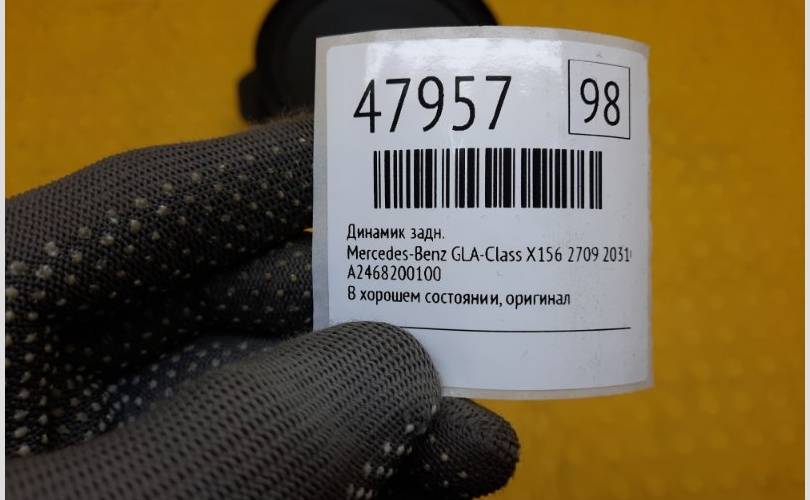 47957
98
Динамик задн.
Mercedes-Benz GLA-Class X156 2709 2031
A2468200100
В хорошем состоянии, оригинал